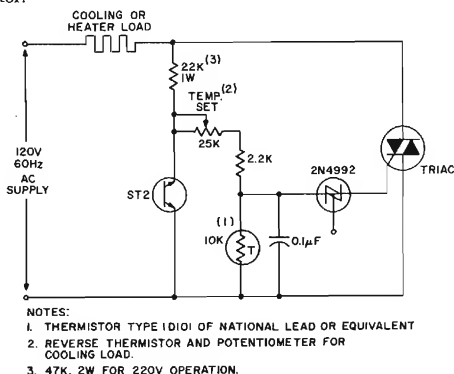 COOLING OR
HEATER LOAD
22K (3)
1W
TEMP. (2)
SET
25K
120V
60Hz
AC
SUPPLY
2.2K
2N4992
TRIAC
ST2
(1)
10K
T
0.1μF
NOTES:
1. THERMISTOR TYPE 1D101 OF NATIONAL LEAD OR EQUIVALENT
2. REVERSE THERMISTOR AND POTENTIOMETER FOR
COOLING LOAD.
3. 47K, 2W FOR 220V OPERATION.